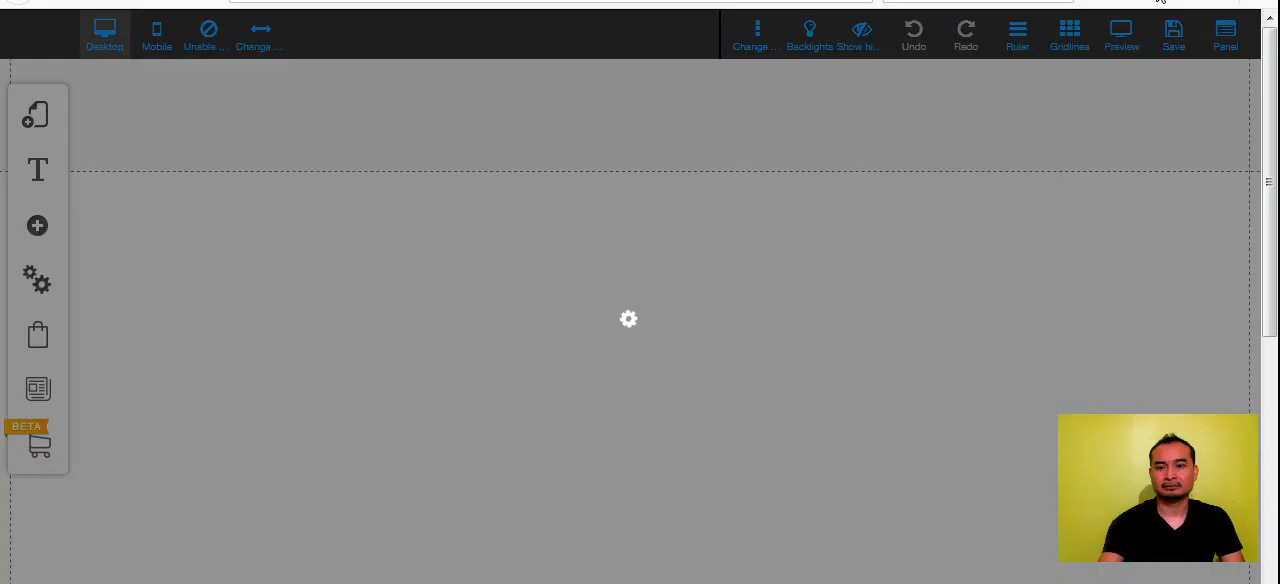 Desktop
Mobile
Unable ...
Change ...
Change ...
Backlights
Show hi...
Undo
Redo
Ruler
Gridlines
Preview
Save
Panel
T
BETA